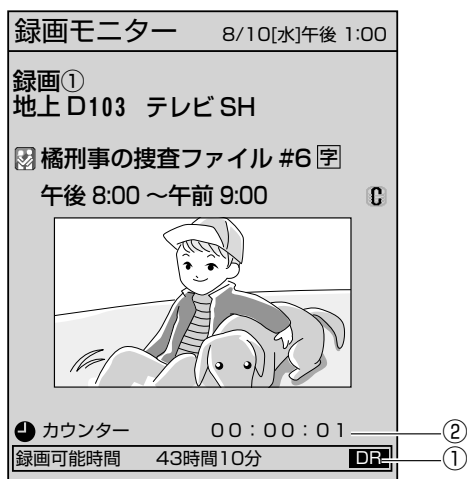 録画モニター 8/10[水]午後 1:00
録画①
地上 D103 テレビ SH
橘刑事の捜査ファイル #6 字
午後 8:00 ～午前 9:00 C
カウンター 00：00：01 ②
録画可能時間 43時間10分 DR ①